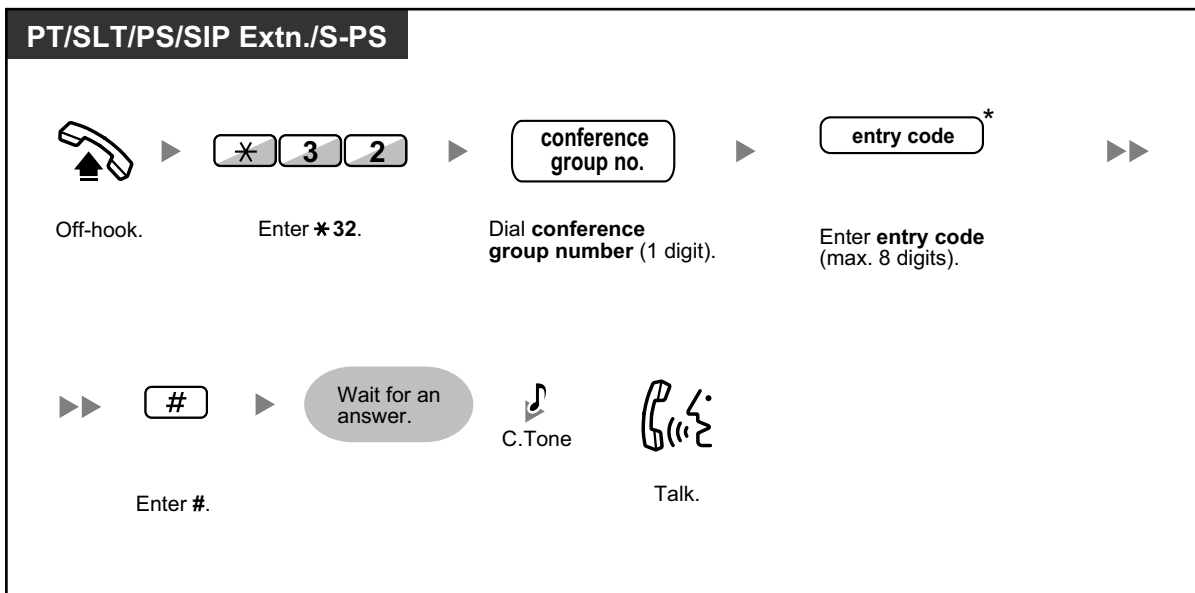 PT/SLT/PS/SIP Extn./S-PS
* 3 2
conference
group no.
entry code*
Off-hook.
Enter *32.
Dial conference
group number (1 digit).
Enter entry code
(max. 8 digits).
#
Wait for an
answer.
C.Tone
Enter #.
Talk.